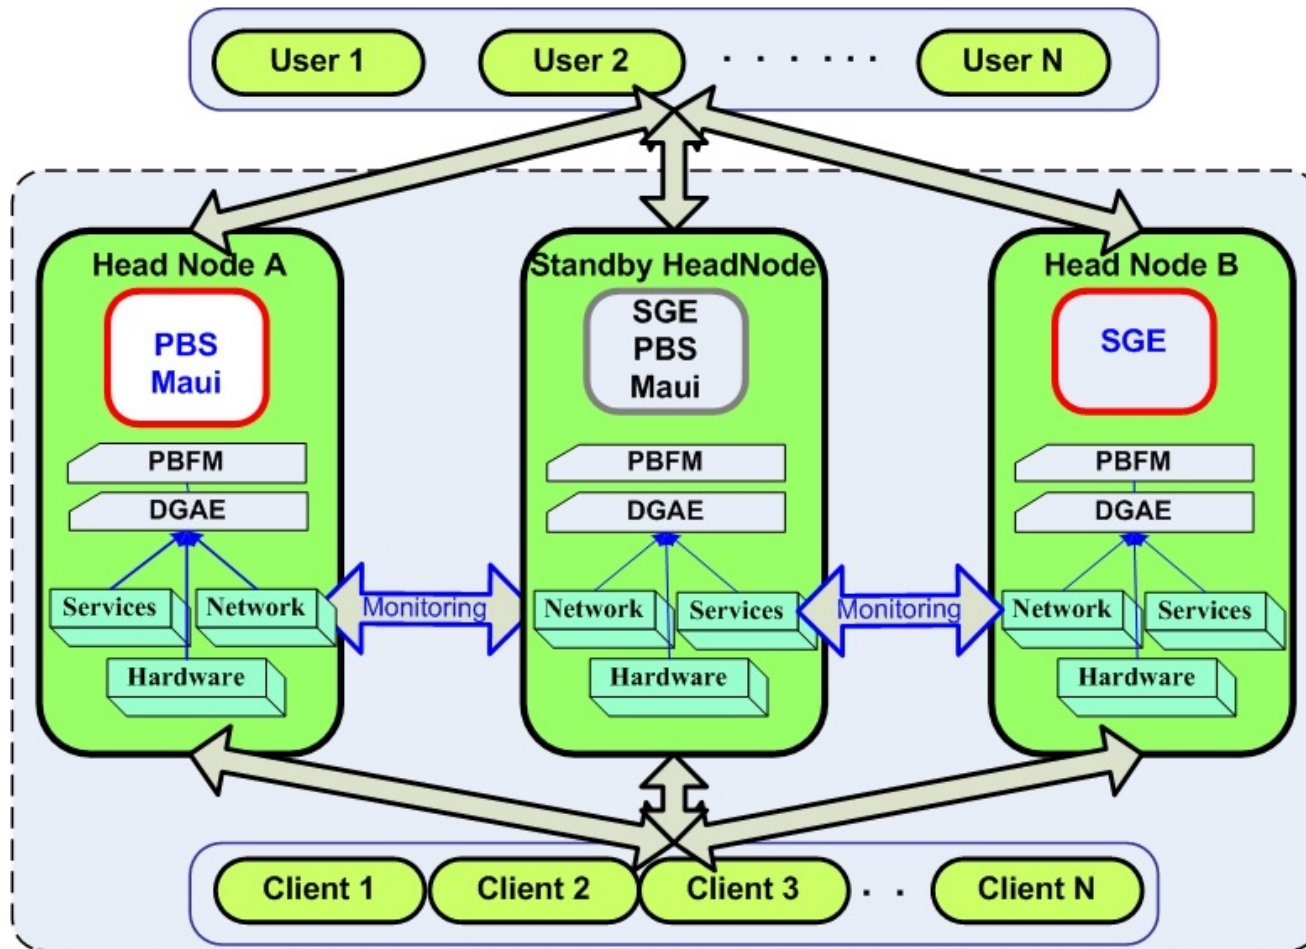 User 1
User 2
. . . . . .
User N
Head Node A
Standby HeadNode
Head Node B
PBS
Maui
SGE
PBS
Maui
SGE
PBFM
PBFM
PBFM
DGAE
DGAE
DGAE
Services
Network
Monitoring
Network
Services
Monitoring
Network
Services
Hardware
Hardware
Hardware
Client 1
Client 2
Client 3
. .
Client N